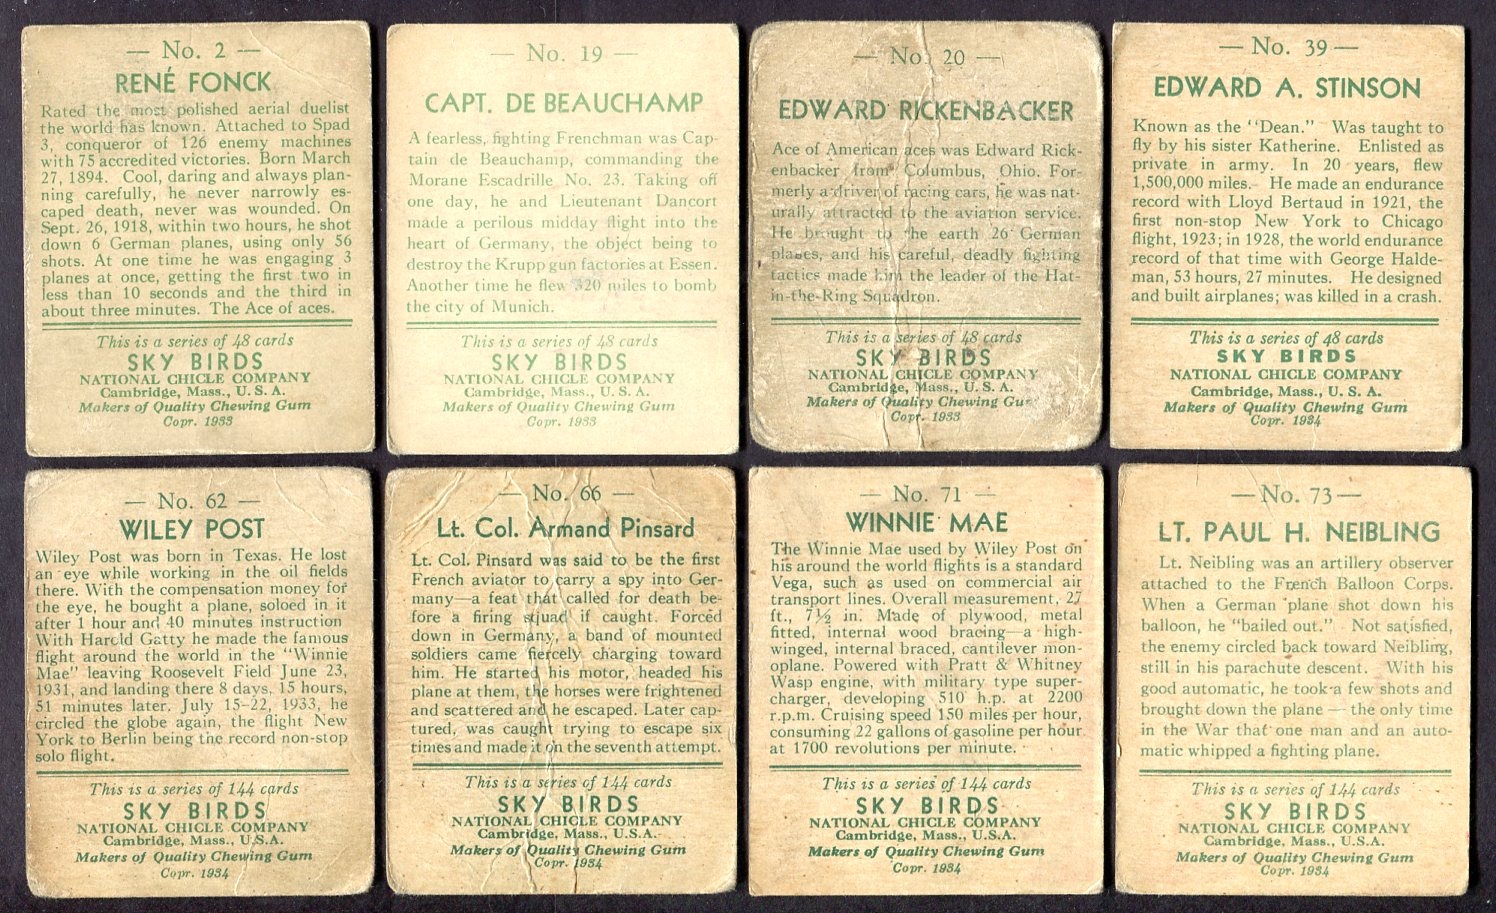 — No. 2 —
RENÉ FONCK
Rated the most polished aerial duelist
the world has known. Attached to Spad
3, conqueror of 126 enemy machines
with 75 accredited victories. Born March
27, 1894. Cool, daring and always plan-
ning carefully, he never narrowly es-
caped death, never was wounded. On
Sept. 26, 1918, within two hours, he shot
down 6 German planes, using only 56
shots. At one time he was engaging 3
planes at once, getting the first two in
less than 10 seconds and the third in
about three minutes. The Ace of aces.
This is a series of 48 cards
SKY BIRDS
NATIONAL CHICLE COMPANY
Cambridge, Mass., U. S. A.
Makers of Quality Chewing Gum
Copr. 1933
— No. 19 —
CAPT. DE BEAUCHAMP
A fearless, fighting Frenchman was Cap-
tain de Beauchamp, commanding the
Morane Escadrille No. 23. Taking off
one day, he and Lieutenant Dancort
made a perilous midday flight into the
heart of Germany, the object being to
destroy the Krupp gun factories at Essen.
Another time he flew 320 miles to bomb
the city of Munich.
This is a series of 48 cards
SKY BIRDS
NATIONAL CHICLE COMPANY
Cambridge, Mass., U. S. A.
Makers of Quality Chewing Gum
Copr. 1933
— No. 20 —
EDWARD RICKENBACKER
Ace of American aces was Edward Rick-
enbacker from Columbus, Ohio. For-
merly a driver of racing cars, he was nat-
urally attracted to the aviation service.
He brought to the earth 26 German
planes, and his careful, deadly fighting
tactics made him the leader of the Hat-
in-the-Ring Squadron.
This is a series of 48 cards
SKY BIRDS
NATIONAL CHICLE COMPANY
Cambridge, Mass., U. S. A.
Makers of Quality Chewing Gu
Copr. 1933
— No. 39 —
EDWARD A. STINSON
Known as the "Dean." Was taught to
fly by his sister Katherine. Enlisted as
private in army. In 20 years, flew
1,500,000 miles. He made an endurance
record with Lloyd Bertaud in 1921, the
first non-stop New York to Chicago
flight, 1923; in 1928, the world endurance
record of that time with George Halde-
man, 53 hours, 27 minutes. He designed
and built airplanes; was killed in a crash.
This is a series of 48 cards
SKY BIRDS
NATIONAL CHICLE COMPANY
Cambridge, Mass., U. S. A.
Makers of Quality Chewing Gum
Copr. 1934
— No. 62 —
WILEY POST
Wiley Post was born in Texas. He lost
an eye while working in the oil fields
there. With the compensation money for
the eye, he bought a plane, soloed in it
after 1 hour and 40 minutes instruction
With Harold Gatty he made the famous
flight around the world in the "Winnie
Mae" leaving Roosevelt Field June 23,
1931, and landing there 8 days, 15 hours,
51 minutes later. July 15-22, 1933, he
circled the globe again, the flight New
York to Berlin being the record non-stop
solo flight.
This is a series of 144 cards
SKY BIRDS
NATIONAL CHICLE COMPANY
Cambridge, Mass., U.S.A.
Makers of Quality Chewing Gum
Copr. 1934
— No. 66 —
Lt. Col. Armand Pinsard
Lt. Col. Pinsard was said to be the first
French aviator to carry a spy into Ger-
many—a feat that called for death be-
fore a firing squad if caught. Forced
down in Germany, a band of mounted
soldiers came fiercely charging toward
him. He started his motor, headed his
plane at them, the horses were frightened
and scattered and he escaped. Later cap-
tured, was caught trying to escape six
times and made it on the seventh attempt.
This is a series of 144 cards
SKY BIRDS
NATIONAL CHICLE COMPANY
Cambridge, Mass., U.S.A.
Makers of Quality Chewing Gum
Copr. 1934
— No. 71 —
WINNIE MAE
The Winnie Mae used by Wiley Post on
his around the world flights is a standard
Vega, such as used on commercial air
transport lines. Overall measurement, 27
ft., 7½ in. Made of plywood, metal
fitted, internal wood bracing—a high-
winged, internal braced, cantilever mon-
oplane. Powered with Pratt & Whitney
Wasp engine, with military type super-
charger, developing 510 h.p. at 2200
r.p.m. Cruising speed 150 miles per hour,
consuming 22 gallons of gasoline per hour
at 1700 revolutions per minute.
This is a series of 144 cards
SKY BIRDS
NATIONAL CHICLE COMPANY
Cambridge, Mass., U.S.A.
Makers of Quality Chewing Gum
Copr. 1934
— No. 73 —
LT. PAUL H. NEIBLING
Lt. Neibling was an artillery observer
attached to the French Balloon Corps.
When a German plane shot down his
balloon, he "bailed out." Not satisfied,
the enemy circled back toward Neibling,
still in his parachute descent. With his
good automatic, he took a few shots and
brought down the plane — the only time
in the War that one man and an auto-
matic whipped a fighting plane.
This is a series of 144 cards
SKY BIRDS
NATIONAL CHICLE COMPANY
Cambridge, Mass., U.S.A.
Makers of Quality Chewing Gum
Copr. 1934